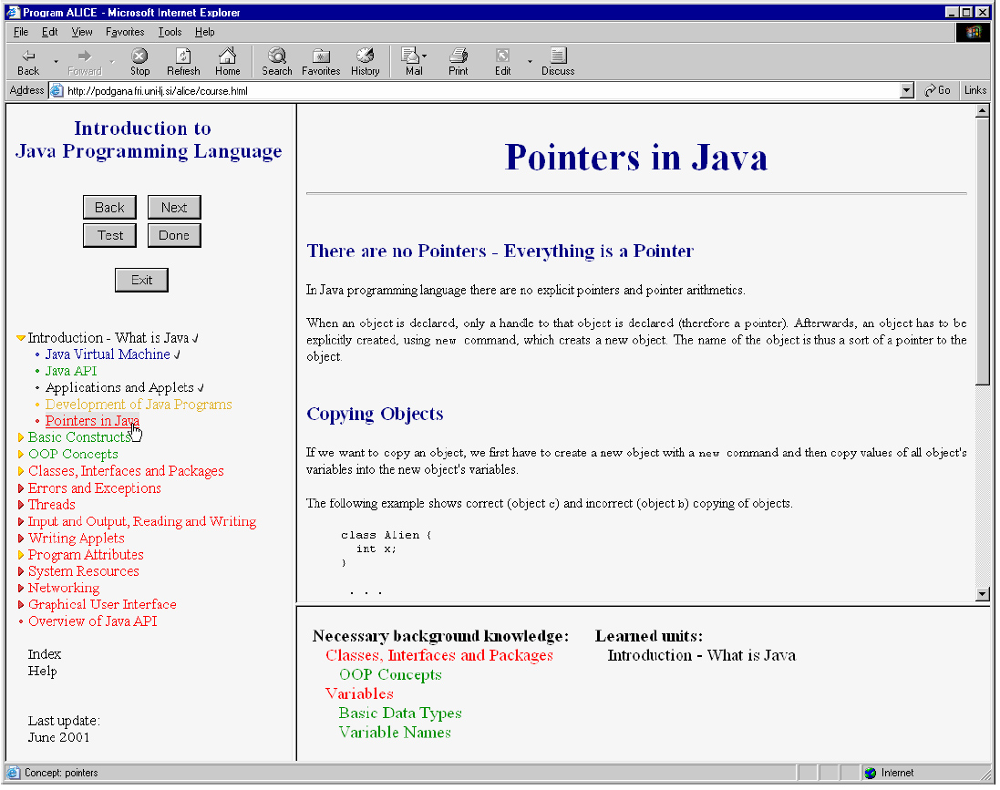 Program ALICE - Microsoft Internet Explorer
File Edit View Favorites Tools Help
Back Forward Stop Refresh Home Search Favorites History Mail Print Edit Discuss
Address http://podgana.fri.uni-lj.si/alice/course.html Go Links
Introduction to
Java Programming Language
Back Next
Test Done
Exit
Introduction - What is Java
Java Virtual Machine
Java API
Applications and Applets
Development of Java Programs
Pointers in Java
Basic Constructs
OOP Concepts
Classes, Interfaces and Packages
Errors and Exceptions
Threads
Input and Output, Reading and Writing
Writing Applets
Program Attributes
System Resources
Networking
Graphical User Interface
Overview of Java API
Index
Help
Last update:
June 2001
Pointers in Java
There are no Pointers - Everything is a Pointer
In Java programming language there are no explicit pointers and pointer arithmetics.
When an object is declared, only a handle to that object is declared (therefore a pointer). Afterwards, an object has to be
explicitly created, using new command, which creats a new object. The name of the object is thus a sort of a pointer to the
object.
Copying Objects
If we want to copy an object, we first have to create a new object with a new command and then copy values of all object's
variables into the new object's variables.
The following example shows correct (object c) and incorrect (object b) copying of objects.
class Alien {
int x;
}
. . .
Necessary background knowledge: Learned units:
Classes, Interfaces and Packages Introduction - What is Java
OOP Concepts
Variables
Basic Data Types
Variable Names
Concept: pointers Internet